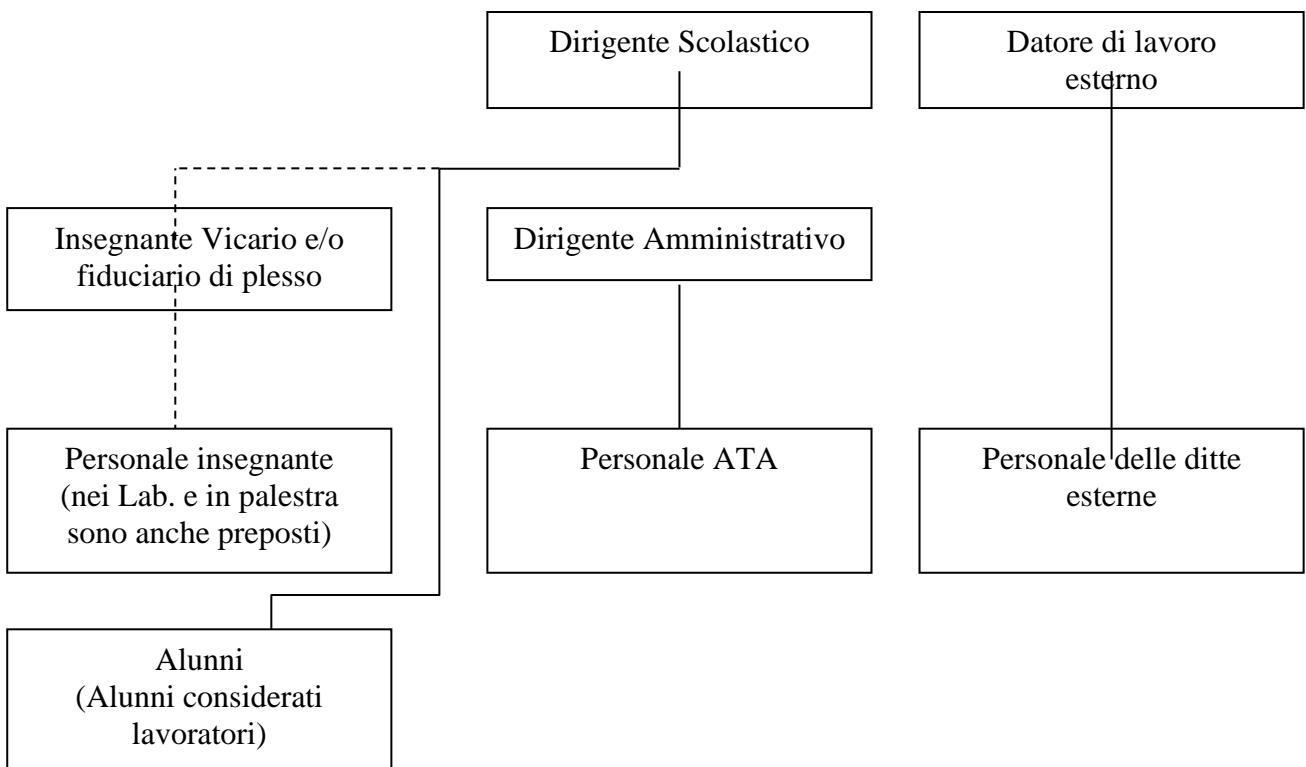 Dirigente Scolastico
Datore di lavoro
esterno
Insegnante Vicario e/o
fiduciario di plesso
Dirigente Amministrativo
Personale insegnante
(nei Lab. e in palestra
sono anche preposti)
Personale ATA
Personale delle ditte
esterne
Alunni
(Alunni considerati
lavoratori)